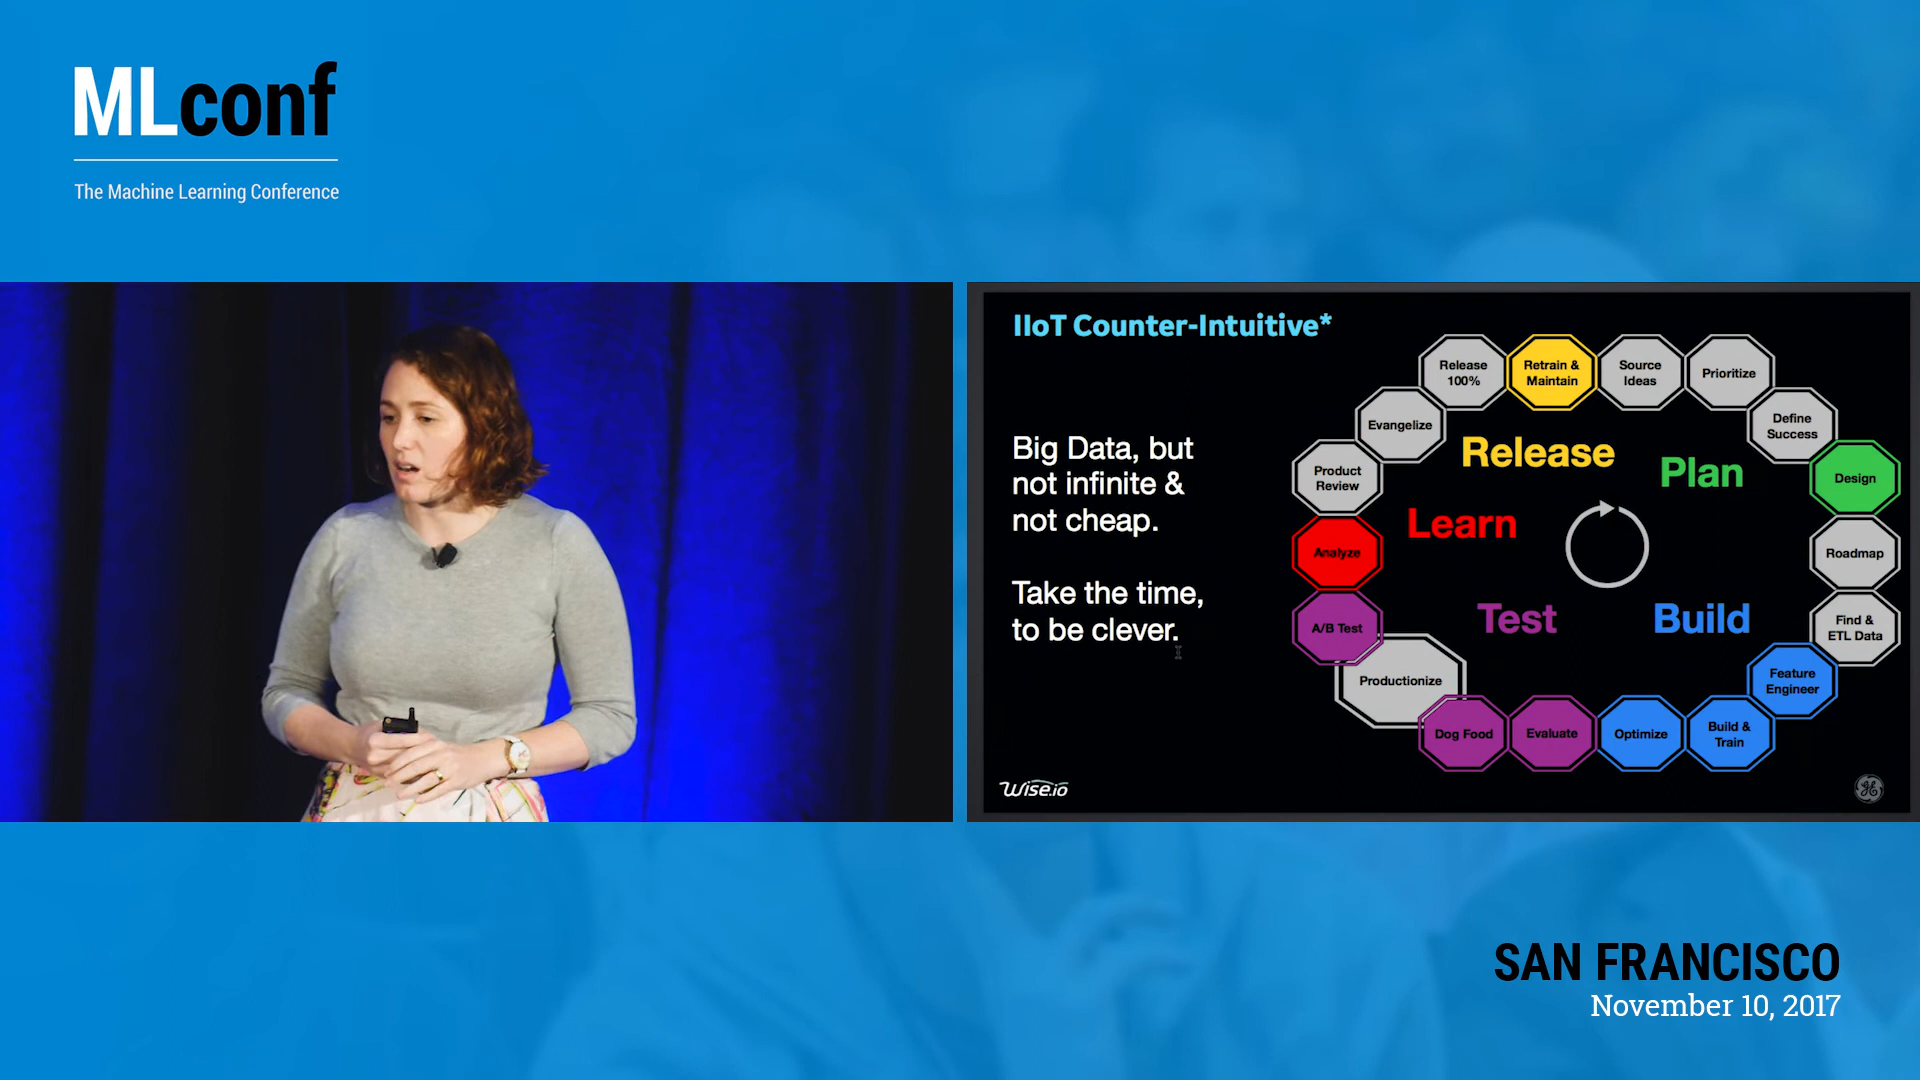 MLconf
The Machine Learning Conference
IIoT Counter-Intuitive*
Big Data, but
not infinite &
not cheap.
Take the time,
to be clever.
Release
100%
Retrain &
Maintain
Source
Ideas
Prioritize
Define
Success
Design
Roadmap
Find &
ETL Data
Feature
Engineer
Build &
Train
Optimize
Evaluate
Dog Food
Productionize
A/B Test
Analyze
Product
Review
Evangelize
Release
Plan
Learn
Test
Build
Wise.io
GE
SAN FRANCISCO
November 10, 2017